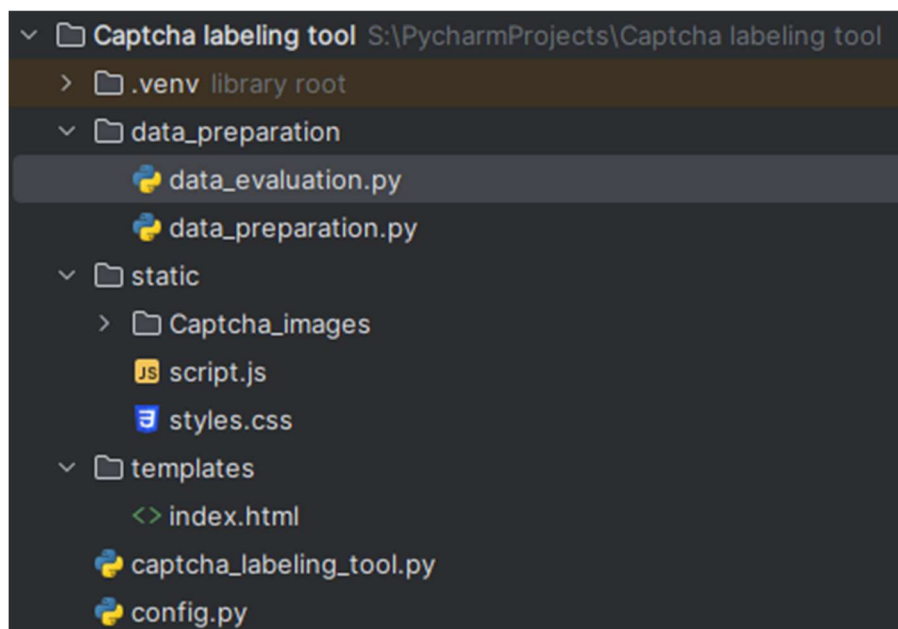 Captcha labeling tool S:\PycharmProjects\Captcha labeling tool
.venv library root
data_preparation
data_evaluation.py
data_preparation.py
static
Captcha_images
JS script.js
styles.css
templates
<> index.html
captcha_labeling_tool.py
config.py